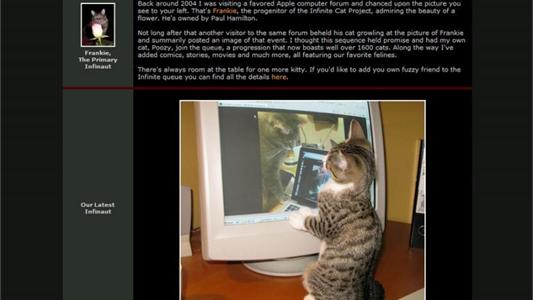 Back around 2004 I was visiting a favored Apple computer forum and chanced upon the picture you
see to your left. That's Frankie, the progenitor of the Infinite Cat Project, admiring the beauty of a
flower. He's owned by Paul Hamilton.
Not long after that another visitor to the same forum beheld his cat growling at the picture of Frankie
and summarily posted an image of that event. I thought this sequence held promise and had my own
cat, Poozy, join the queue, a progression that now boasts well over 1600 cats. Along the way I've
added comics, stories, movies and much more, all featuring our favorite felines.
There's always room at the table for one more kitty. If you'd like to add you own fuzzy friend to the
Infinite queue you can find all the details here.
Frankie,
The Primary
Infinaut
Our Latest
Infinaut